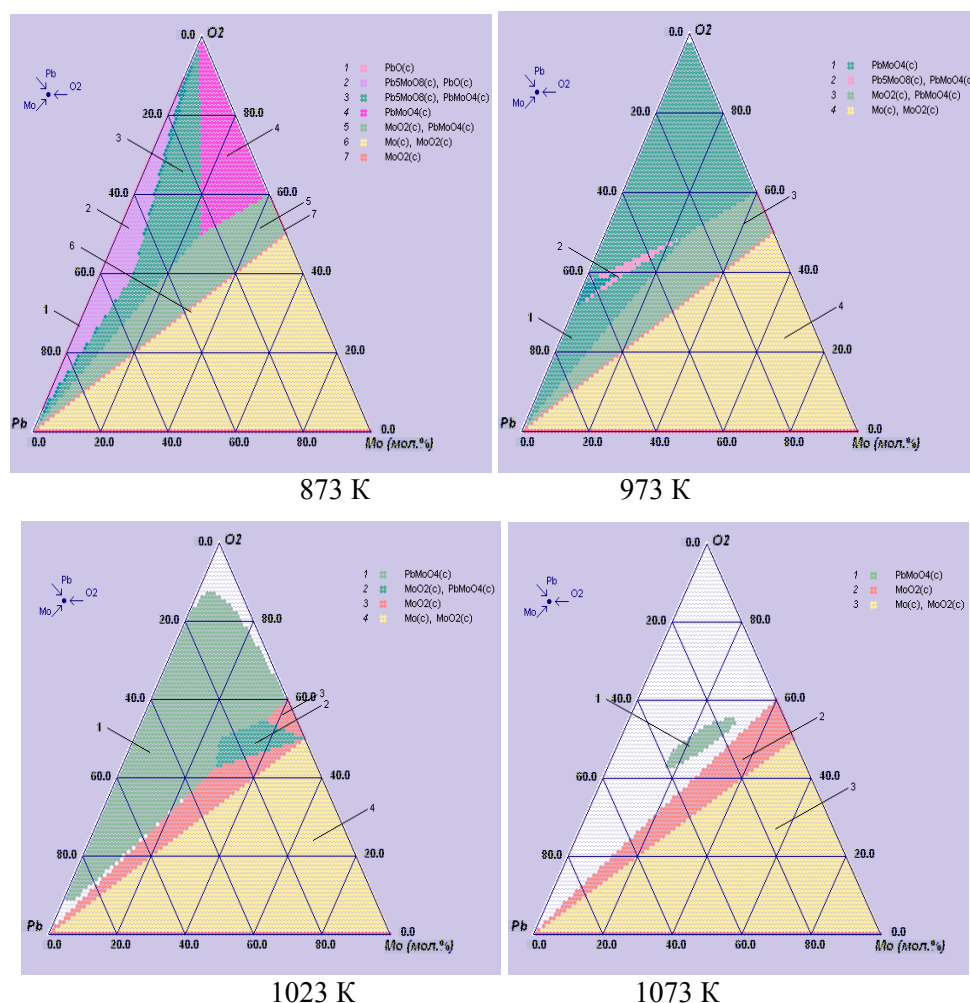 O2
0.0
Pb
O2
Mo
1 PbO(c)
2 Pb5MoO8(c), PbO(c)
3 Pb5MoO8(c), PbMoO4(c)
4 PbMoO4(c)
5 MoO2(c), PbMoO4(c)
6 Mo(c), MoO2(c)
7 MoO2(c)
20.0
80.0
3
4
40.0
60.0
5
7
2
6
60.0
40.0
1
80.0
20.0
Pb
0.0
0.0 20.0 40.0 60.0 80.0 Mo (мол.%)
873 K
O2
0.0
Pb
O2
Mo
1 PbMoO4(c)
2 Pb5MoO8(c), PbMoO4(c)
3 MoO2(c), PbMoO4(c)
4 Mo(c), MoO2(c)
20.0
80.0
40.0
60.0
3
2
60.0
40.0
1
4
80.0
20.0
Pb
0.0
0.0 20.0 40.0 60.0 80.0 Mo (мол.%)
973 K
0.0
O2
Pb
O2
Mo
1 PbMoO4(c)
2 MoO2(c), PbMoO4(c)
3 MoO2(c)
4 Mo(c), MoO2(c)
20.0
80.0
40.0
60.0
3
2
1
60.0
40.0
4
80.0
20.0
Pb
0.0
0.0 20.0 40.0 60.0 80.0 Mo (мол.%)
1023 K
0.0
O2
Pb
O2
Mo
1 PbMoO4(c)
2 MoO2(c)
3 Mo(c), MoO2(c)
20.0
80.0
40.0
60.0
1
2
60.0
40.0
3
80.0
20.0
Pb
0.0
0.0 20.0 40.0 60.0 80.0 Mo (мол.%)
1073 K